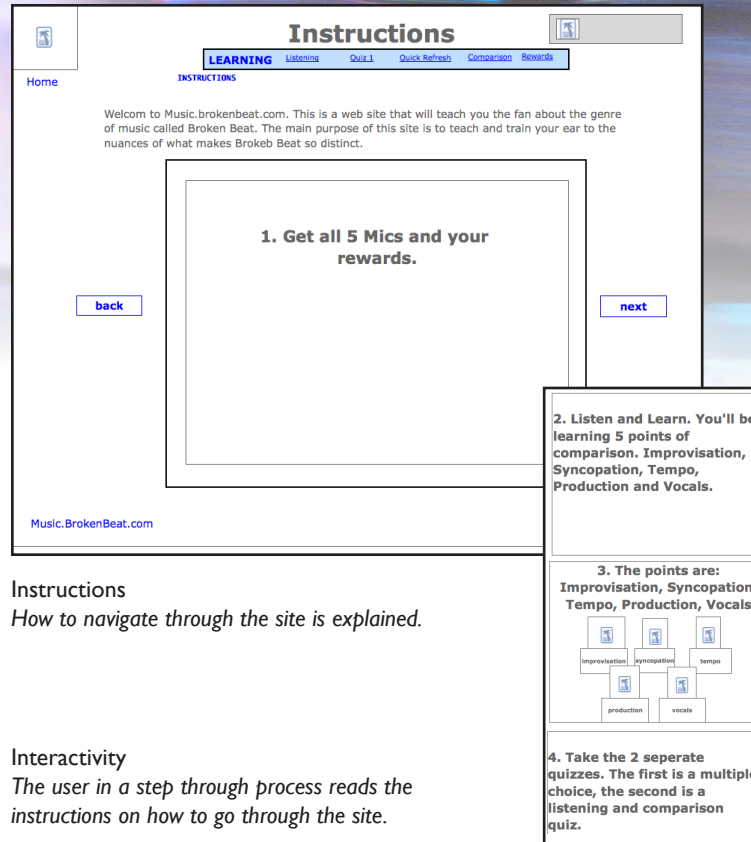 Instructions
LEARNING Listening Quiz 1 Quick Refresh Comparison Rewards
Home
INSTRUCTIONS
Welcom to Music.brokenbeat.com. This is a web site that will teach you the fan about the genre
of music called Broken Beat. The main purpose of this site is to teach and train your ear to the
nuances of what makes Brokeb Beat so distinct.
1. Get all 5 Mics and your
rewards.
back
next
Music.BrokenBeat.com
2. Listen and Learn. You'll be
learning 5 points of
comparison. Improvisation,
Syncopation, Tempo,
Production and Vocals.
3. The points are:
Improvisation, Syncopation
Tempo, Production, Vocals
improvisation syncopation tempo
production vocals
4. Take the 2 seperate
quizzes. The first is a multiple
choice, the second is a
listening and comparison
quiz.
Instructions
How to navigate through the site is explained.
Interactivity
The user in a step through process reads the
instructions on how to go through the site.